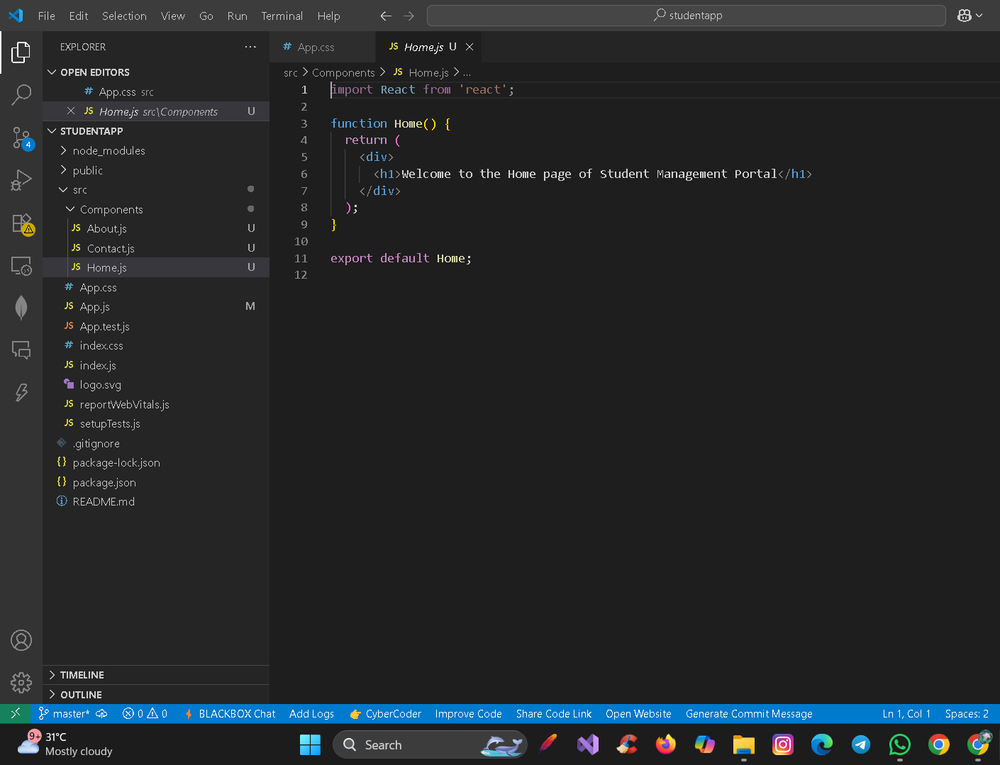 File Edit Selection View Go Run Terminal Help
studentapp
EXPLORER
OPEN EDITORS
# App.css src
JS Home.js src\Components U
STUDENTAPP
node_modules
public
src
Components
JS About.js U
JS Contact.js U
JS Home.js U
# App.css
JS App.js M
JS App.test.js
# index.css
JS index.js
logo.svg
JS reportWebVitals.js
JS setupTests.js
.gitignore
{} package-lock.json
{} package.json
README.md
TIMELINE
OUTLINE
4
# App.css
JS Home.js U
src > Components > JS Home.js > ...
1 import React from 'react';
2
3 function Home() {
4 return (
5 <div>
6 <h1>Welcome to the Home page of Student Management Portal</h1>
7 </div>
8 );
9 }
10
11 export default Home;
12
master* 0 0 BLACKBOX Chat Add Logs CyberCoder Improve Code Share Code Link Open Website Generate Commit Message Ln 1, Col 1 Spaces: 2
9+ 31°C
Mostly cloudy
Search